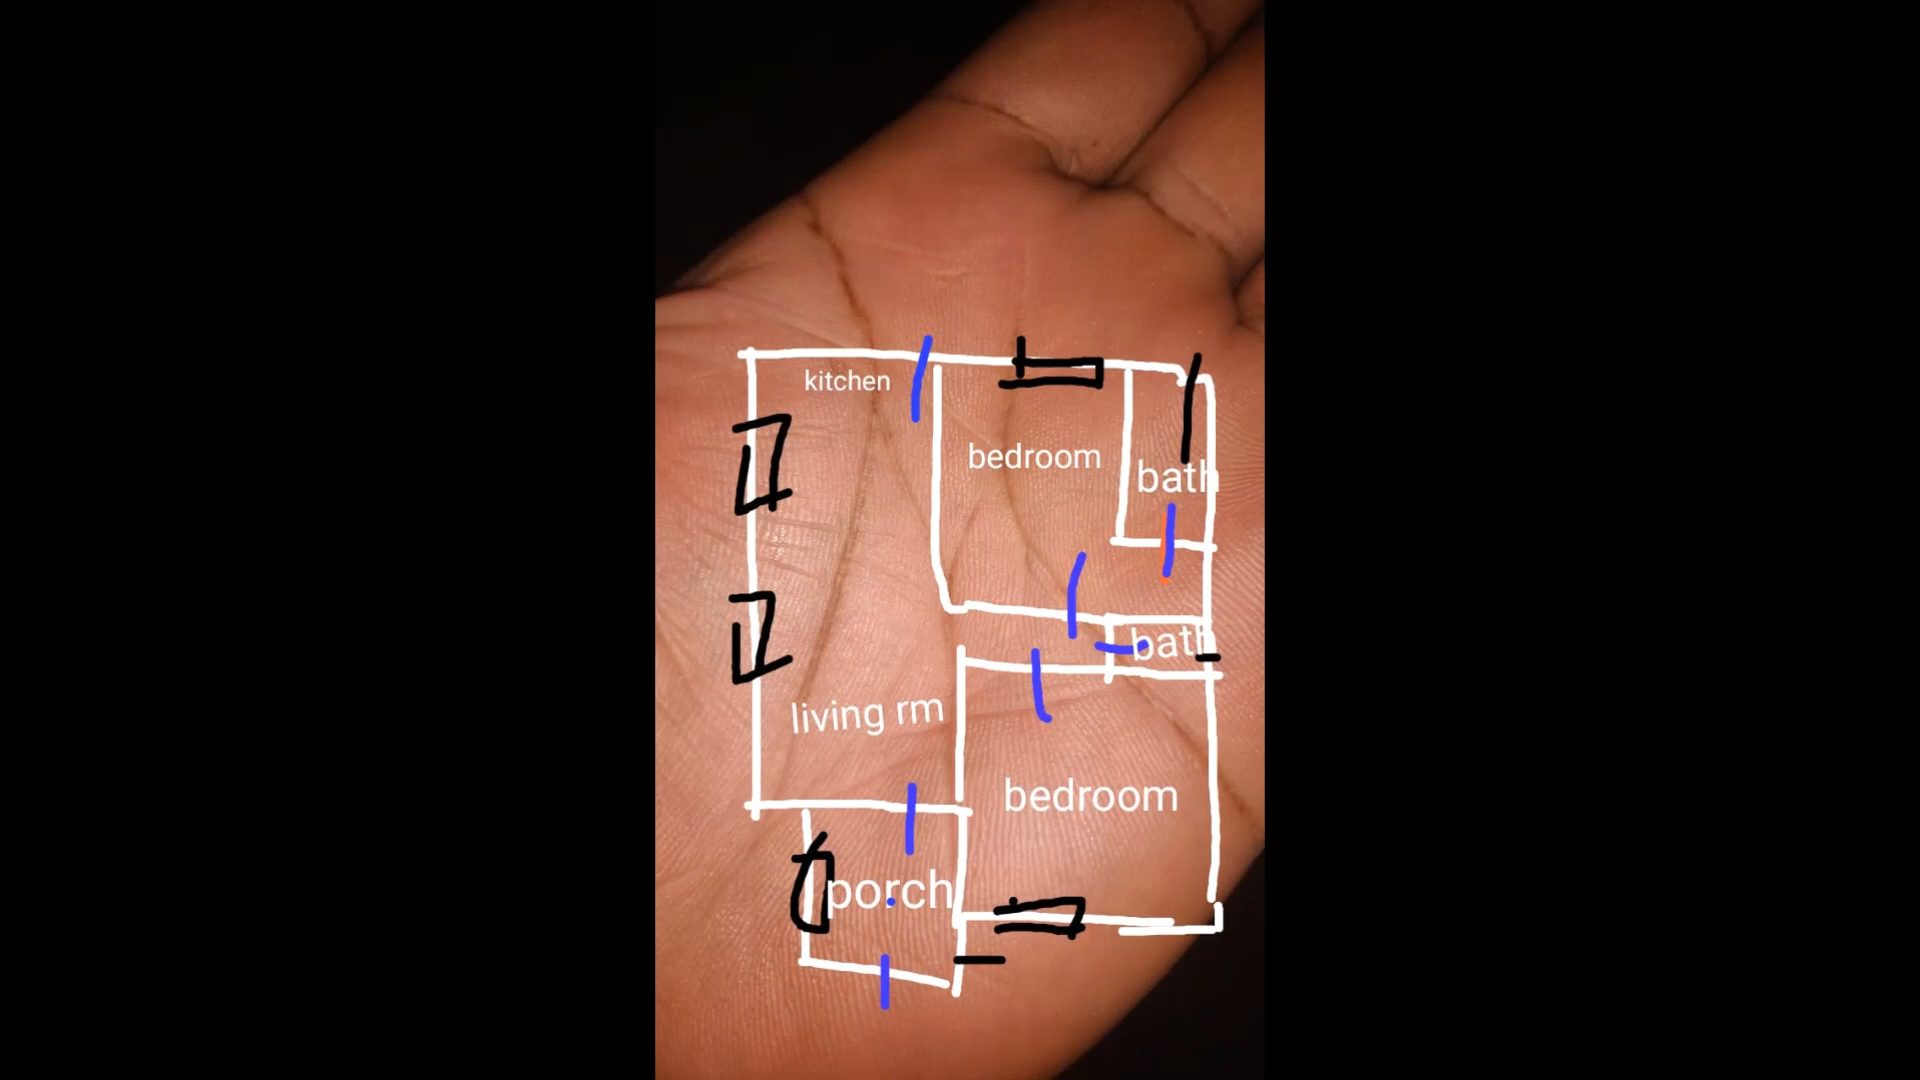 kitchen
bedroom
bath
bath
living rm
bedroom
porch